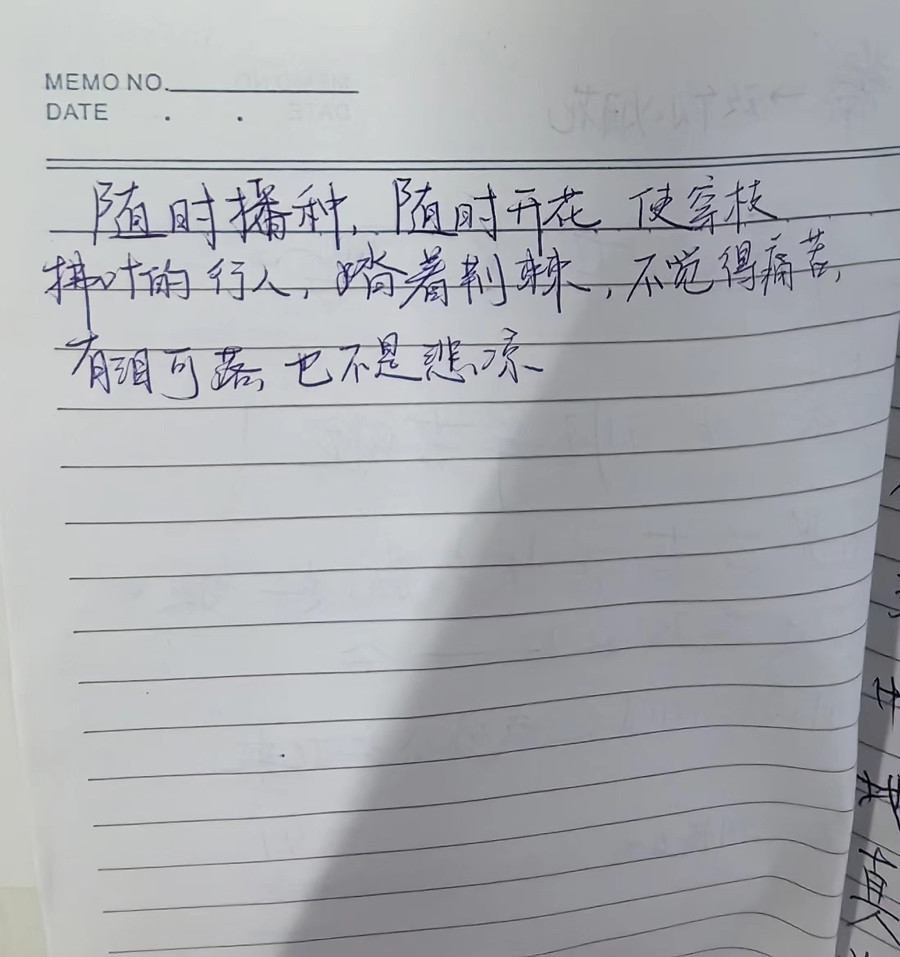 MEMO NO.
DATE . .
随时播种，随时开花 使穿枝
拂叶的行人，踏着荆棘，不觉得痛苦，
有泪可落 也不是悲凉